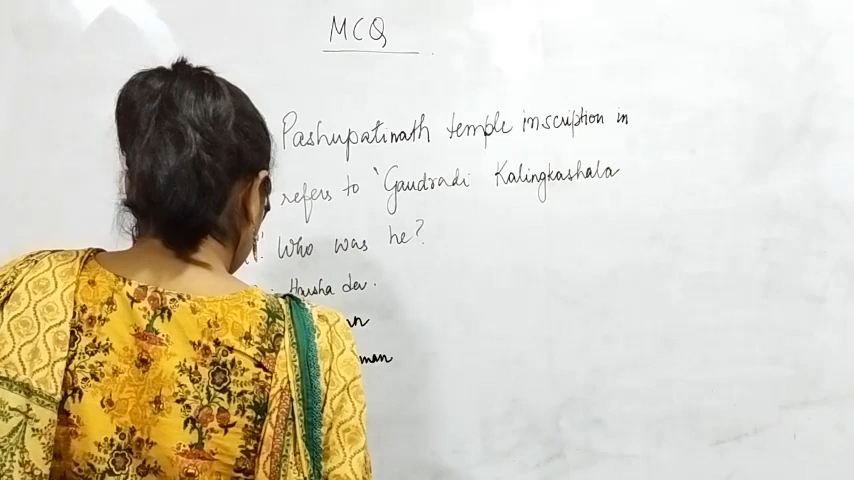 MCQ
Pashupatinath temple inscription in
refers to 'Gaudradi Kalingkashala
Who was he?
Harsha dev.